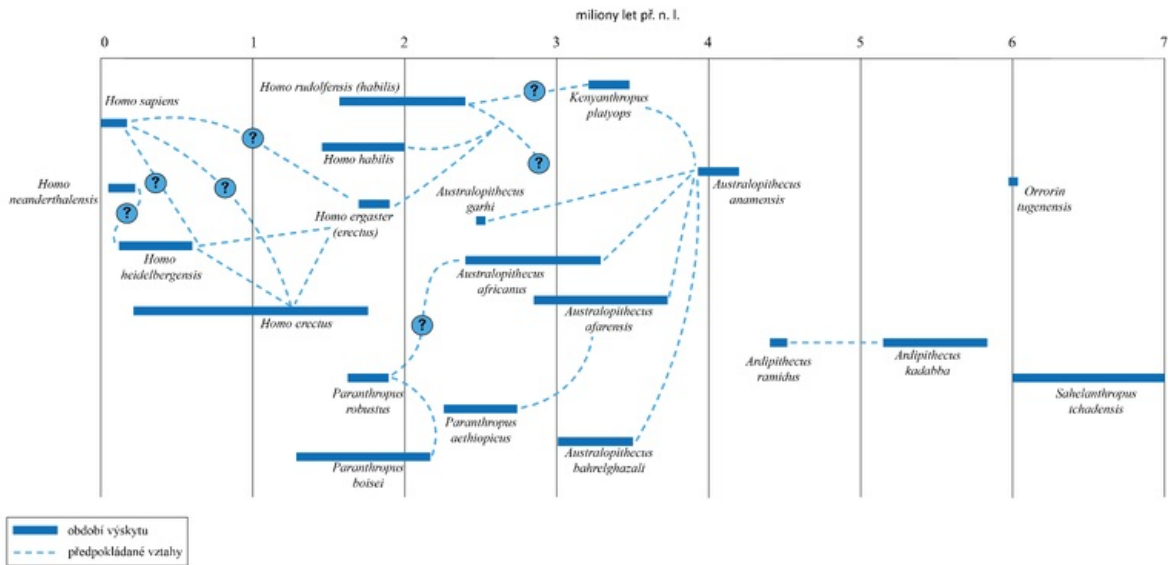 miliony let př. n. l.
0 1 2 3 4 5 6 7
Homo rudolfensis (habilis)
?
Kenyanthropus
platyops
Homo sapiens
?
Homo habilis
?
Homo
neanderthalensis
?
?
Australopithecus
garhi
Australopithecus
anamensis
Orrorin
tugenensis
?
Homo ergaster
(erectus)
Homo
heidelbergensis
Australopithecus
africanus
Homo erectus
Australopithecus
afarensis
?
Ardipithecus
ramidus
Ardipithecus
kadabba
Paranthropus
robustus
Sahelanthropus
tchadensis
Paranthropus
aethiopicus
Paranthropus
boisei
Australopithecus
bahrelghazali
období výskytu
předpokládané vztahy